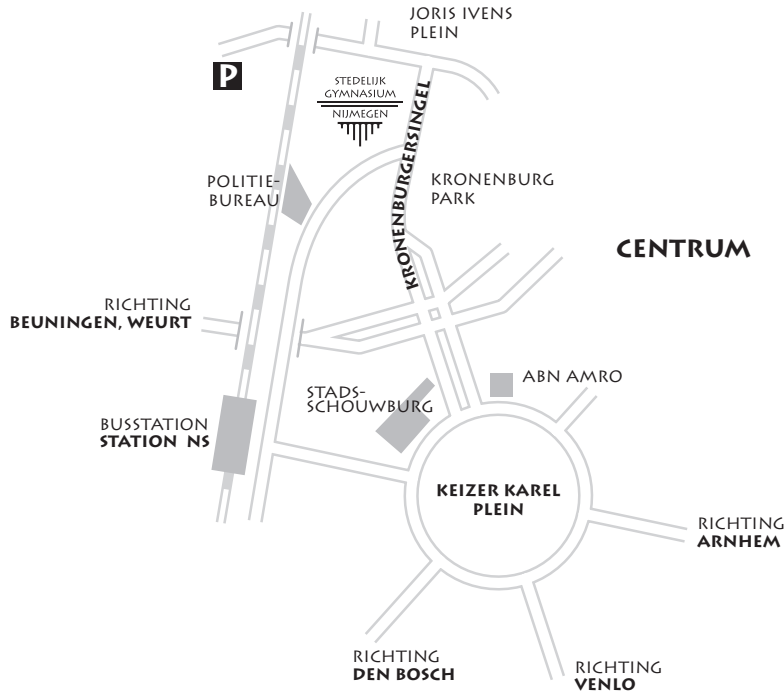 JORIS IVENS
PLEIN
P
STEDELIJK
GYMNASIUM
NIJMEGEN
KRONENBURGERSINGEL
POLITIE-
BUREAU
KRONENBURG
PARK
CENTRUM
RICHTING
BEUNINGEN, WEURT
STADS-
SCHOUWBURG
ABN AMRO
BUSSTATION
STATION NS
KEIZER KAREL
PLEIN
RICHTING
ARNHEM
RICHTING
DEN BOSCH
RICHTING
VENLO